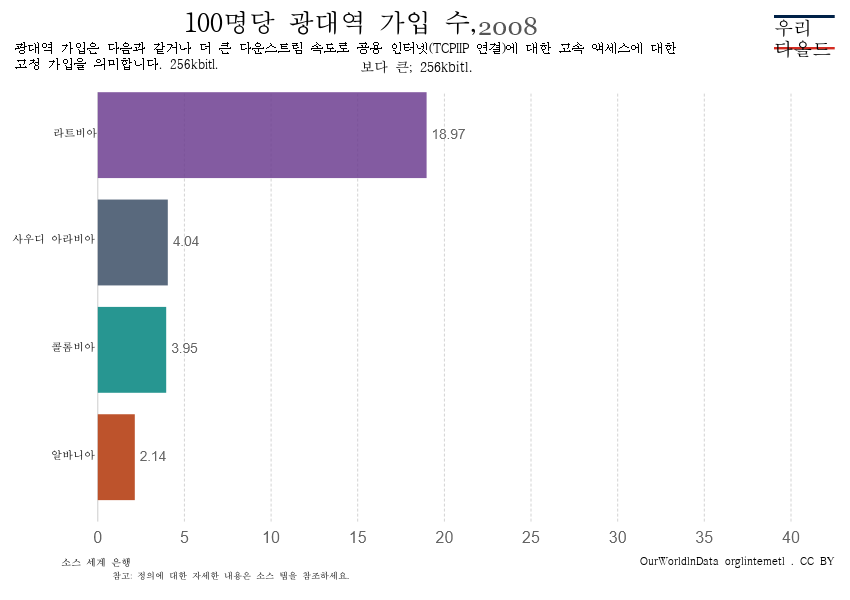 100명당 광대역 가입 수,2008
우리
다올드
광대역 가입은 다음과 같거나 더 큰 다운스트림 속도로 공용 인터넷(TCPIIP 연결)에 대한 고속 액세스에 대한
고정 가입을 의미합니다. 256kbitl.
보다 큰; 256kbitl.
라트비아
18.97
사우디 아라비아
4.04
콜롬비아
3.95
알바니아
2.14
0 5 10 15 20 25 30 35 40
소스 세계 은행
OurWorldInData orglintemetl . CC BY
참고: 정의에 대한 자세한 내용은 소스 탭을 참조하세요.